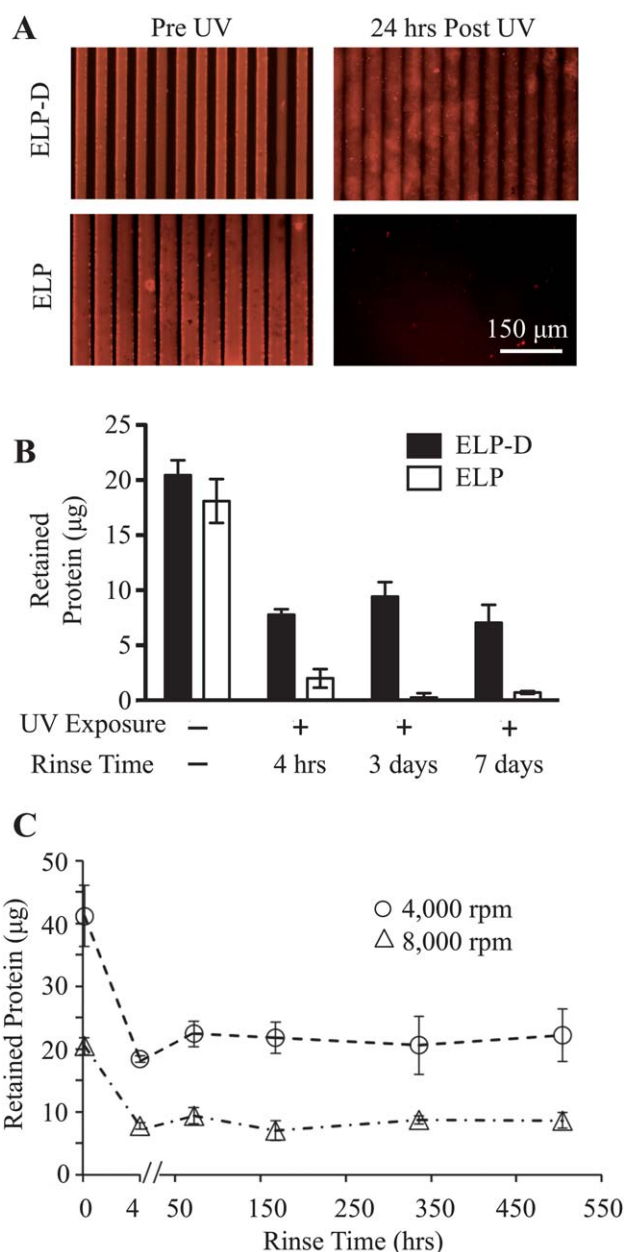 A
Pre UV
24 hrs Post UV
ELP-D
ELP
150 μm
B
25
20
15
10
5
0
Retained
Protein (μg)
ELP-D
ELP
UV Exposure − + + +
Rinse Time − 4 hrs 3 days 7 days
C
50
40
30
20
10
0
Retained Protein (μg)
4,000 rpm
8,000 rpm
0 4 // 50 150 250 350 450 550
Rinse Time (hrs)